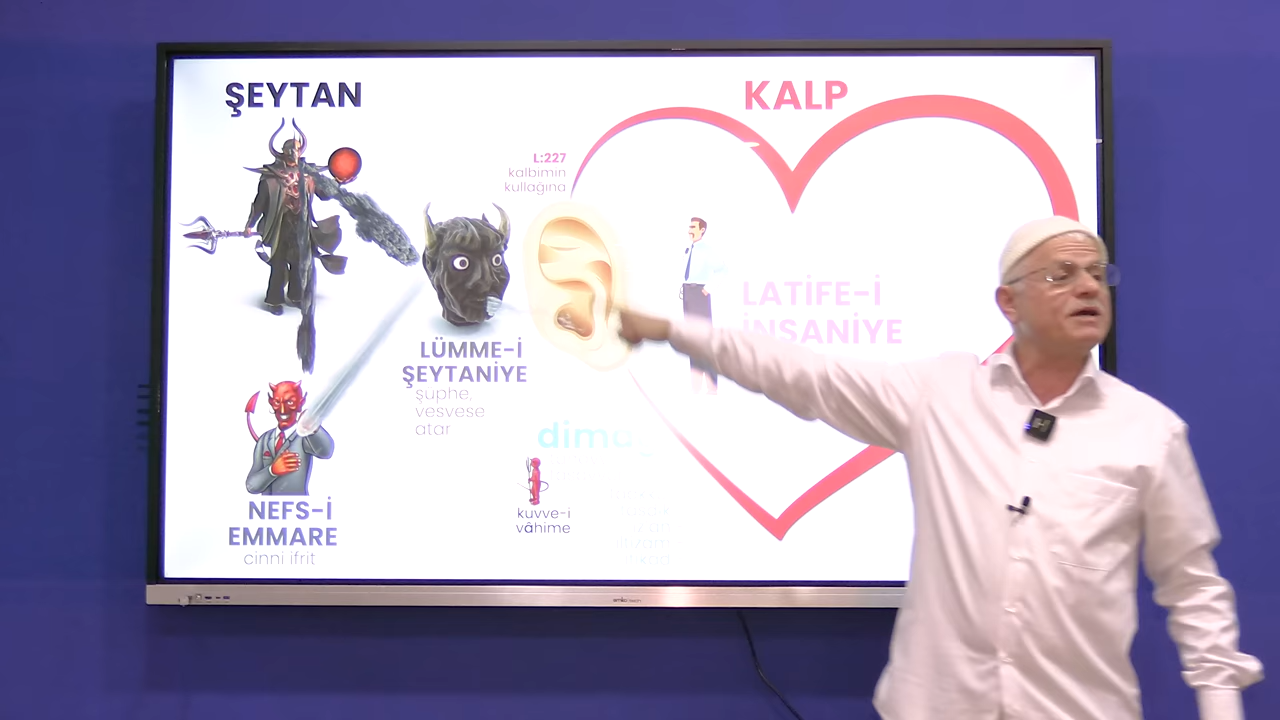 ŞEYTAN
KALP
L:227
kalbimin
kullağına
LATİFE-İ
İNSANİYE
LÜMME-İ
ŞEYTANİYE
şuphe,
vesvese
atar
NEFS-İ
EMMARE
cinni ifrit
kuvve-i
vâhime